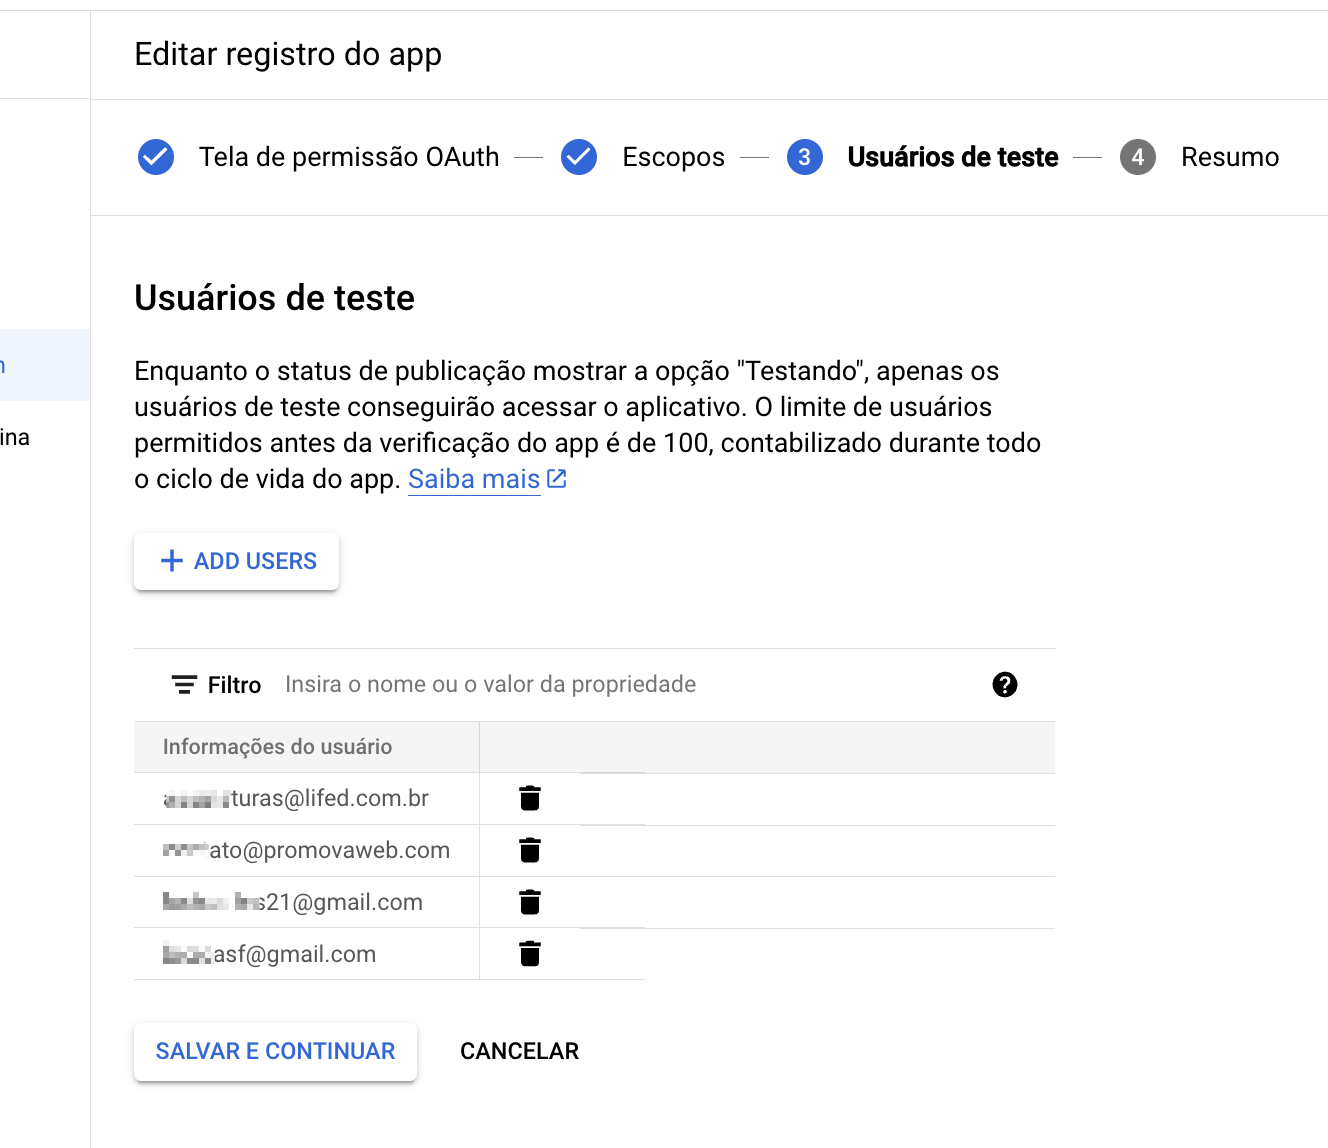 Editar registro do app
Tela de permissão OAuth
Escopos
3 Usuários de teste
4 Resumo
Usuários de teste
Enquanto o status de publicação mostrar a opção "Testando", apenas os
usuários de teste conseguirão acessar o aplicativo. O limite de usuários
permitidos antes da verificação do app é de 100, contabilizado durante todo
o ciclo de vida do app. Saiba mais
ina
+ ADD USERS
Filtro Insira o nome ou o valor da propriedade ?
Informações do usuário
turas@lifed.com.br
ato@promovaweb.com
s21@gmail.com
asf@gmail.com
SALVAR E CONTINUAR
CANCELAR